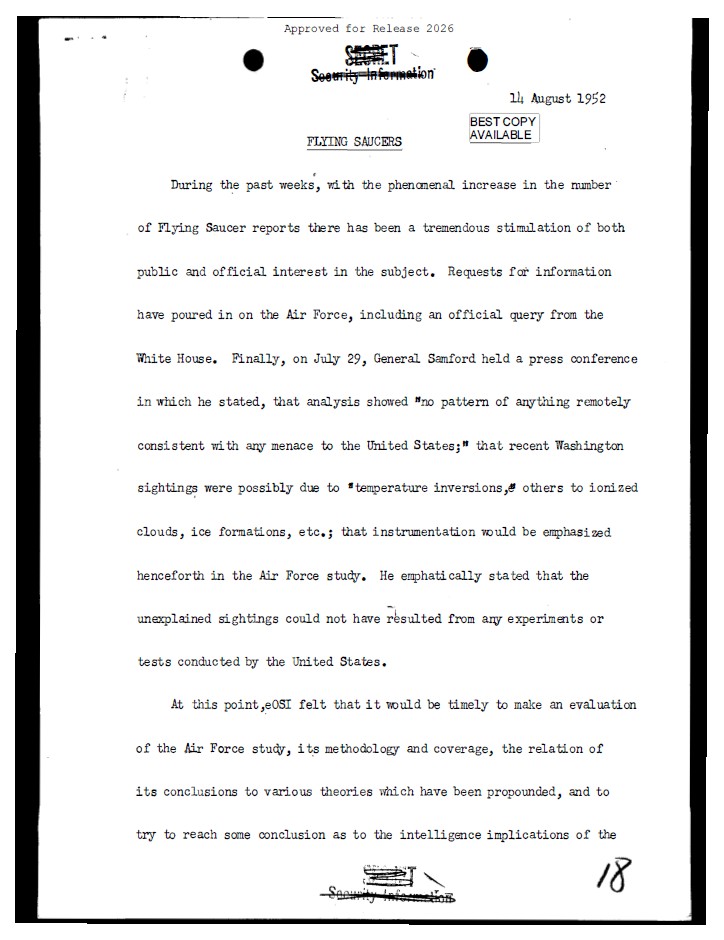 Approved for Release 2026
SECRET
Security Information
14 August 1952
BEST COPY
AVAILABLE
FLYING SAUCERS
During the past weeks, with the phenomenal increase in the number
of Flying Saucer reports there has been a tremendous stimulation of both
public and official interest in the subject. Requests for information
have poured in on the Air Force, including an official query from the
White House. Finally, on July 29, General Samford held a press conference
in which he stated, that analysis showed "no pattern of anything remotely
consistent with any menace to the United States;" that recent Washington
sightings were possibly due to "temperature inversions," others to ionized
clouds, ice formations, etc.; that instrumentation would be emphasized
henceforth in the Air Force study. He emphatically stated that the
unexplained sightings could not have resulted from any experiments or
tests conducted by the United States.
At this point,eOSI felt that it would be timely to make an evaluation
of the Air Force study, its methodology and coverage, the relation of
its conclusions to various theories which have been propounded, and to
try to reach some conclusion as to the intelligence implications of the
Security Information
18